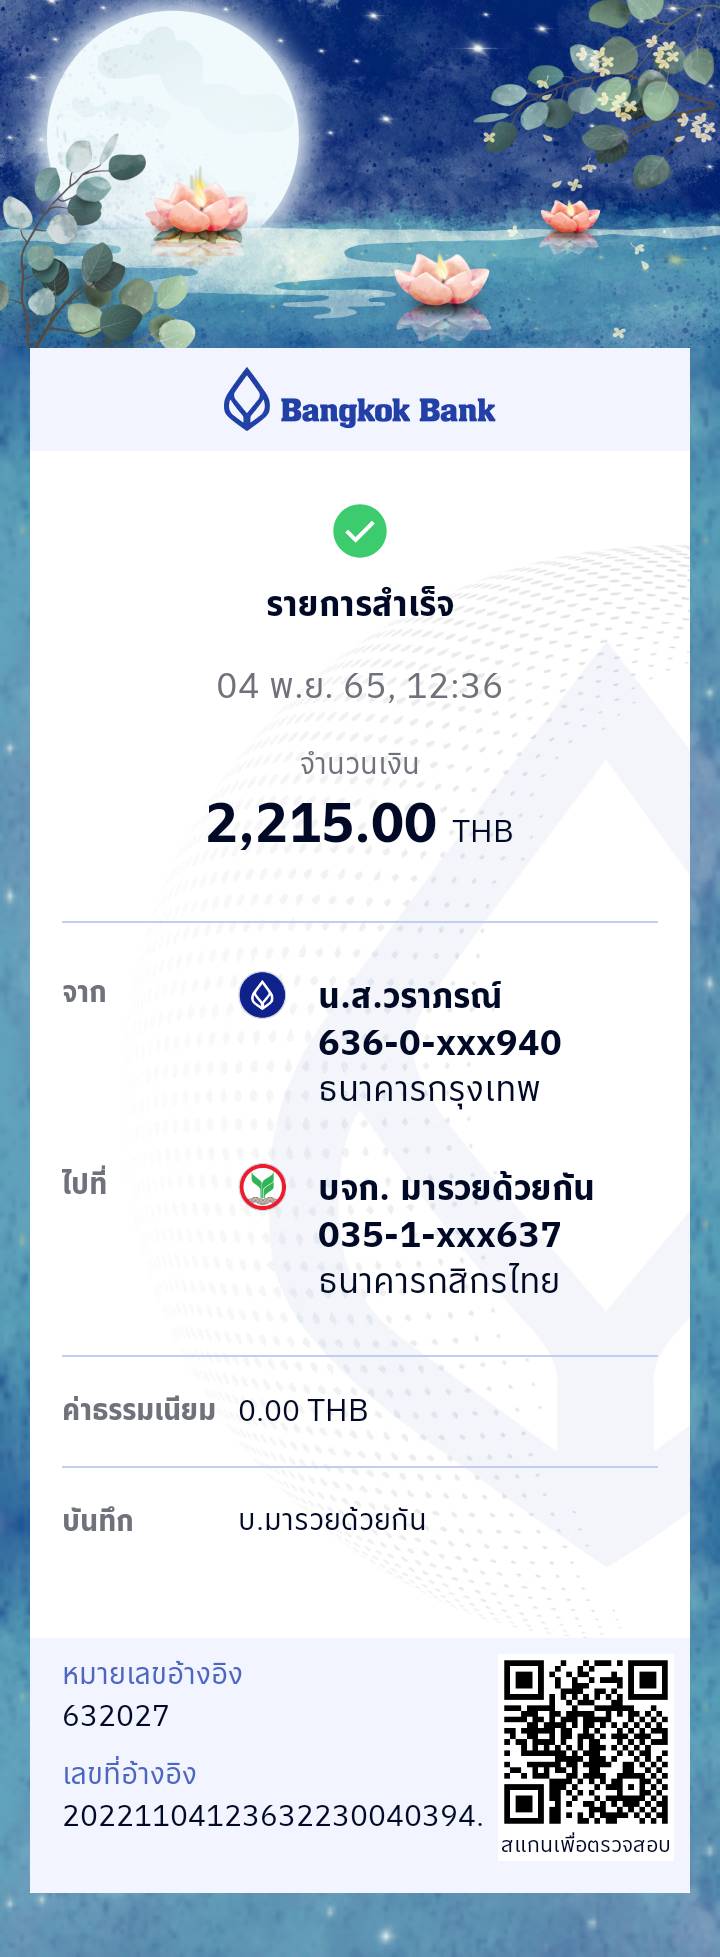 Bangkok Bank
รายการสำเร็จ
04 พ.ย. 65, 12:36
จำนวนเงิน
2,215.00 THB
จาก
น.ส.วราภรณ์
636-0-xxx940
ธนาคารกรุงเทพ
ไปที่
บจก. มารวยด้วยกัน
035-1-xxx637
ธนาคารกสิกรไทย
ค่าธรรมเนียม 0.00 THB
บันทึก บ.มารวยด้วยกัน
หมายเลขอ้างอิง
632027
เลขที่อ้างอิง
20221104123632230040394.
สแกนเพื่อตรวจสอบ